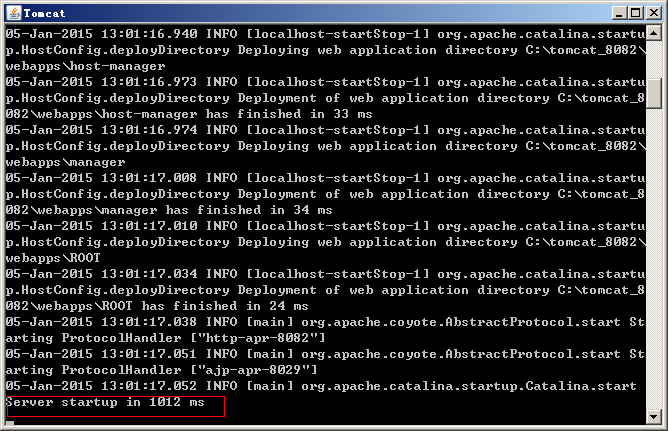 Tomcat
05-Jan-2015 13:01:16.940 INFO [localhost-startStop-1] org.apache.catalina.startu
p.HostConfig.deployDirectory Deploying web application directory C:\tomcat_8082\
webapps\host-manager
05-Jan-2015 13:01:16.973 INFO [localhost-startStop-1] org.apache.catalina.startu
p.HostConfig.deployDirectory Deployment of web application directory C:\tomcat_8
082\webapps\host-manager has finished in 33 ms
05-Jan-2015 13:01:16.974 INFO [localhost-startStop-1] org.apache.catalina.startu
p.HostConfig.deployDirectory Deploying web application directory C:\tomcat_8082\
webapps\manager
05-Jan-2015 13:01:17.008 INFO [localhost-startStop-1] org.apache.catalina.startu
p.HostConfig.deployDirectory Deployment of web application directory C:\tomcat_8
082\webapps\manager has finished in 34 ms
05-Jan-2015 13:01:17.010 INFO [localhost-startStop-1] org.apache.catalina.startu
p.HostConfig.deployDirectory Deploying web application directory C:\tomcat_8082\
webapps\ROOT
05-Jan-2015 13:01:17.034 INFO [localhost-startStop-1] org.apache.catalina.startu
p.HostConfig.deployDirectory Deployment of web application directory C:\tomcat_8
082\webapps\ROOT has finished in 24 ms
05-Jan-2015 13:01:17.038 INFO [main] org.apache.coyote.AbstractProtocol.start St
arting ProtocolHandler ["http-apr-8082"]
05-Jan-2015 13:01:17.051 INFO [main] org.apache.coyote.AbstractProtocol.start St
arting ProtocolHandler ["ajp-apr-8029"]
05-Jan-2015 13:01:17.052 INFO [main] org.apache.catalina.startup.Catalina.start
Server startup in 1012 ms